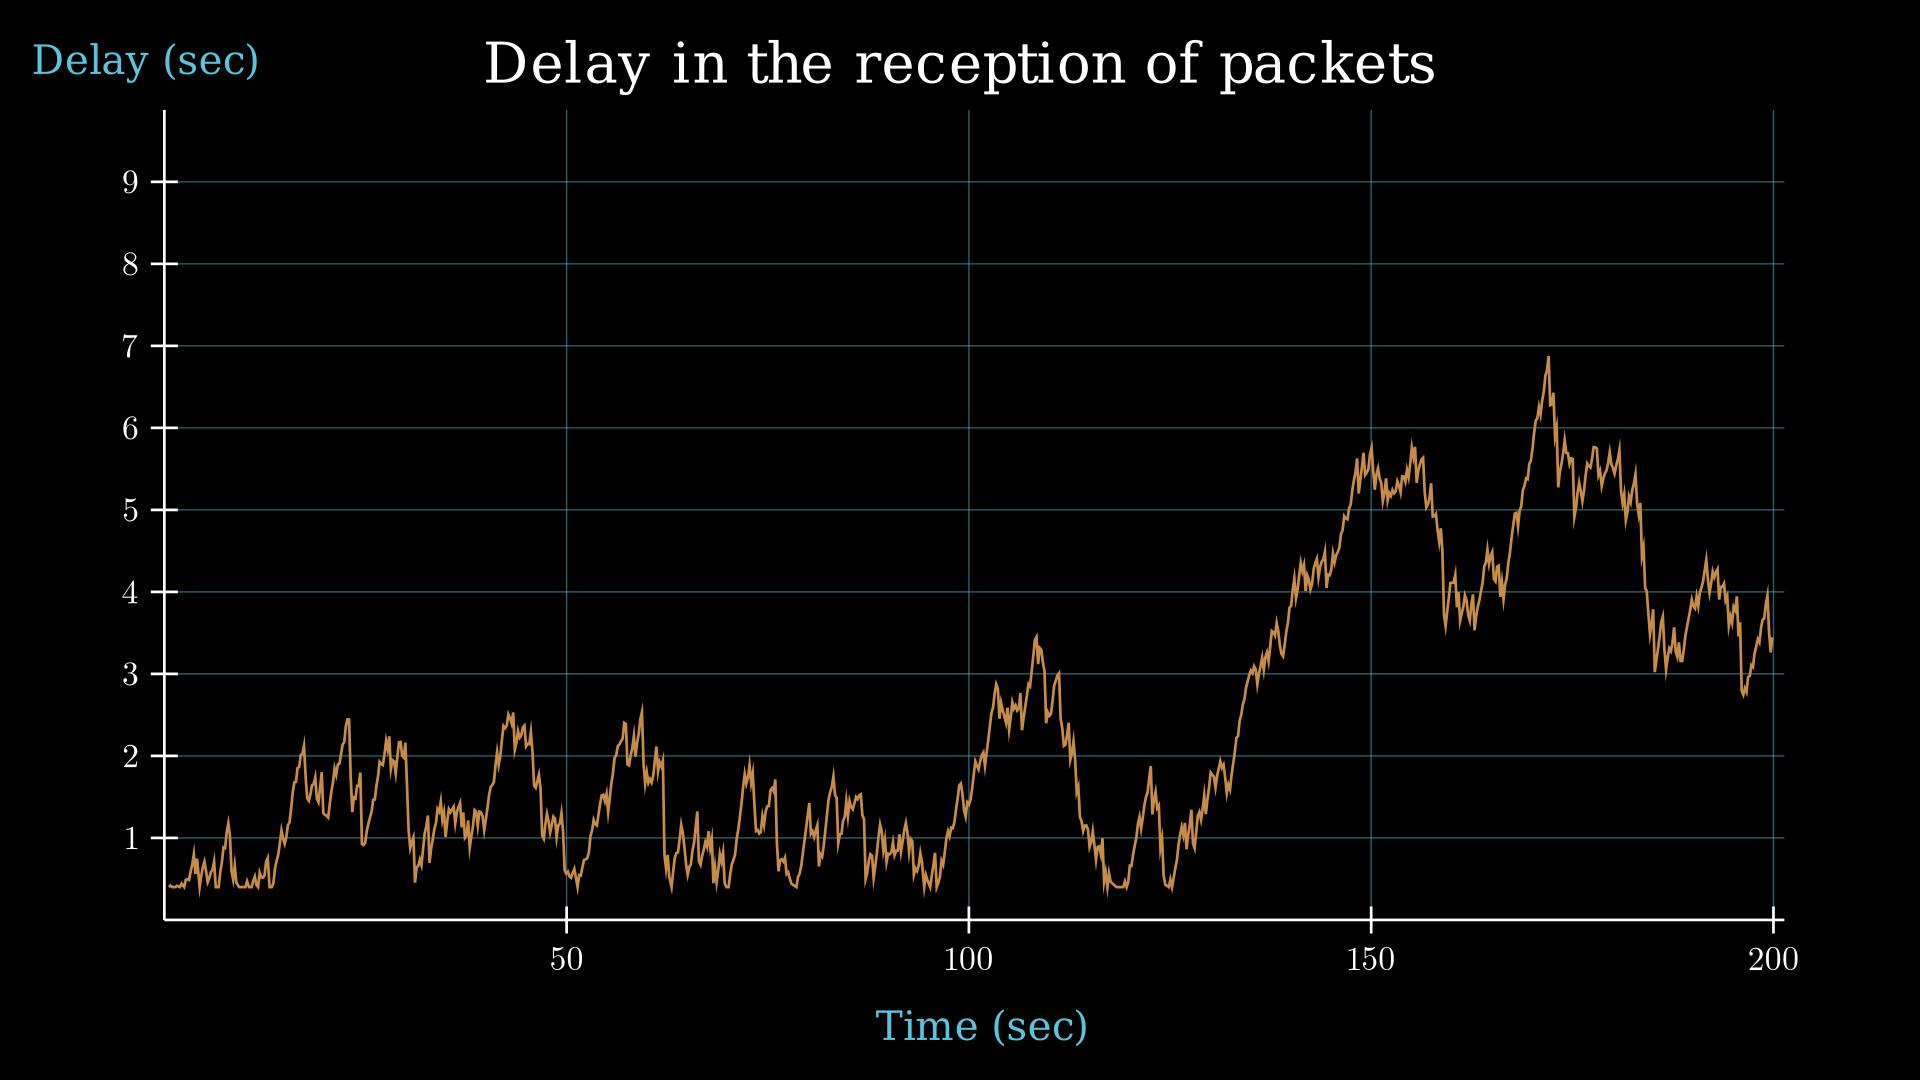 Delay (sec)
Delay in the reception of packets
9
8
7
6
5
4
3
2
1
50 100 150 200
Time (sec)